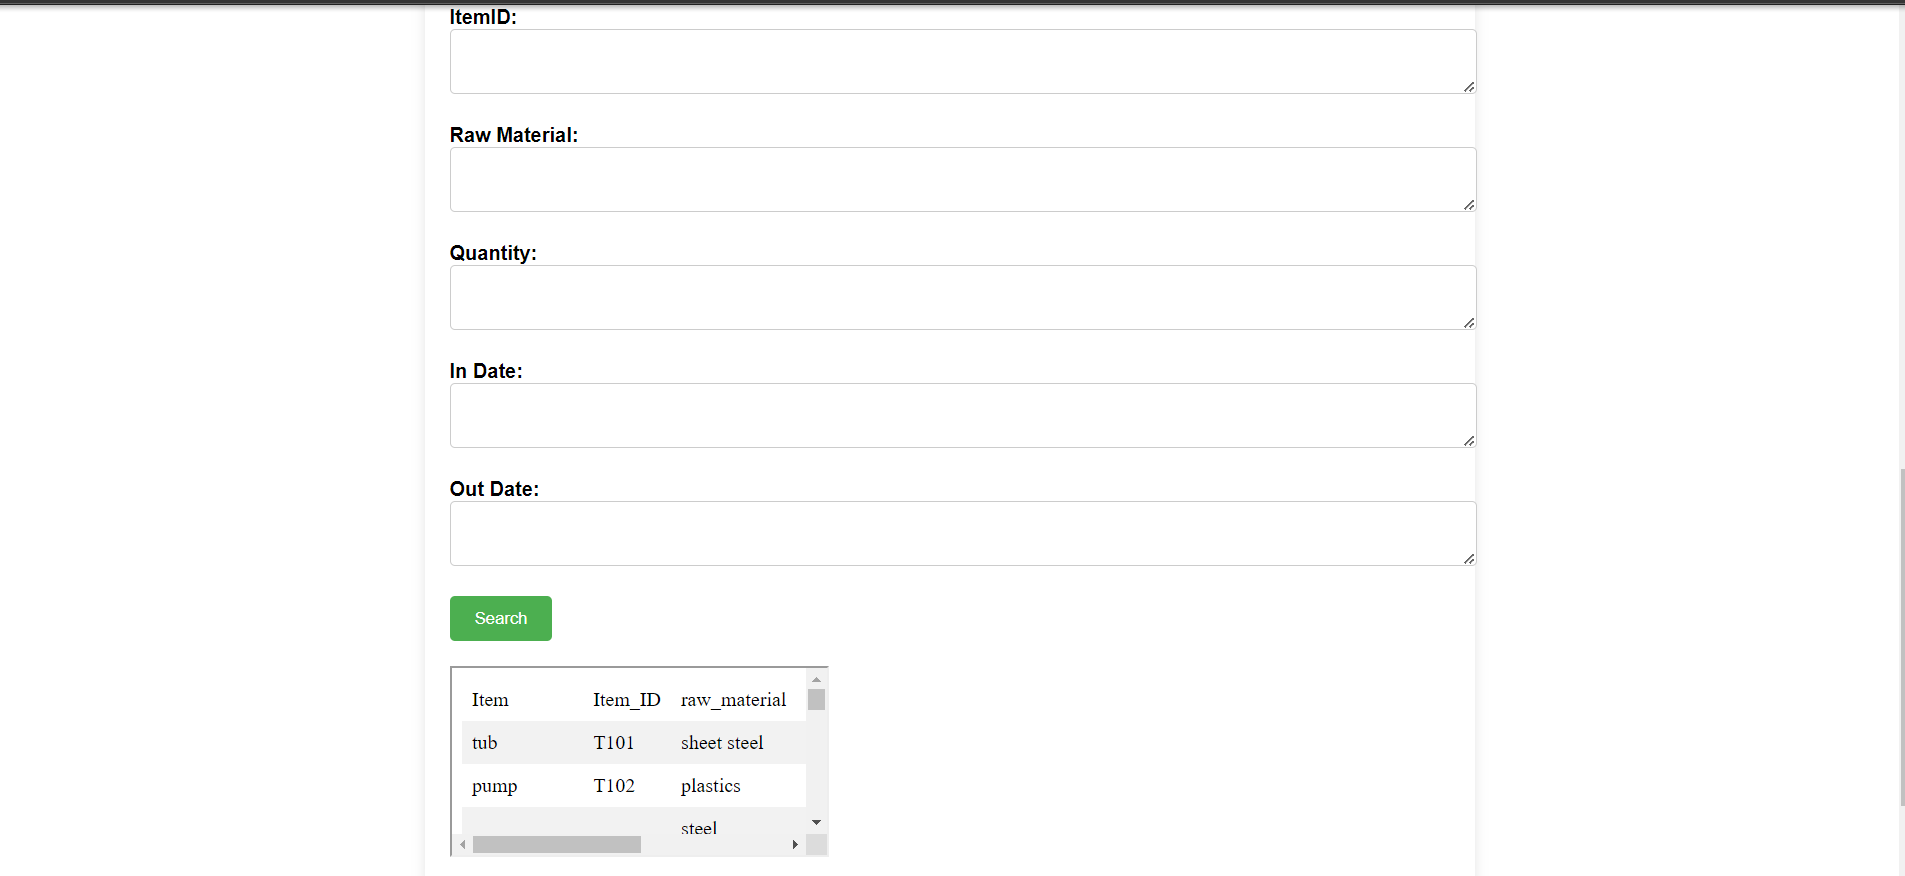 ItemID:
Raw Material:
Quantity:
In Date:
Out Date:
Search
Item Item_ID raw_material
tub T101 sheet steel
pump T102 plastics
steel